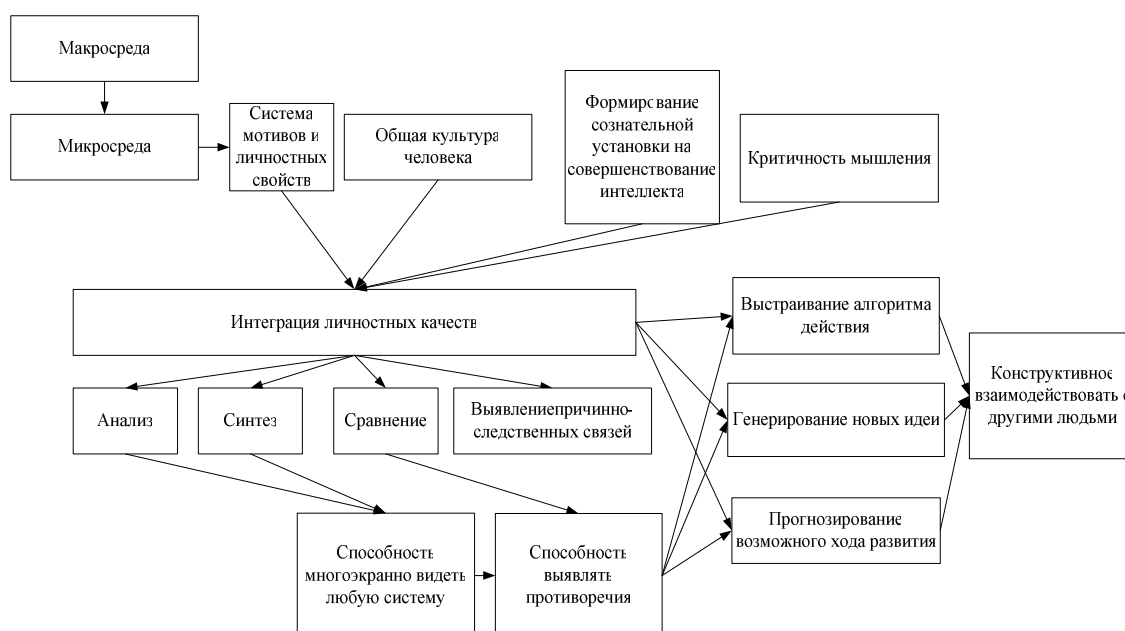 Макросреда
Микросреда
Система
мотивов и
личностных
свойств
Общая культура
человека
Формирование
сознательной
установки на
совершенствование
интеллекта
Критичность мышления
Интеграция личностных качеств
Анализ
Синтез
Сравнение
Выявлениепричинно-
следственных связей
Выстраивание алгоритма
действия
Генерирование новых идеи
Прогнозирование
возможного хода развития
Конструктивное
взаимодействовать с
другими людьми
Способность
многоэкранно видеть
любую систему
Способность
выявлять
противоречия